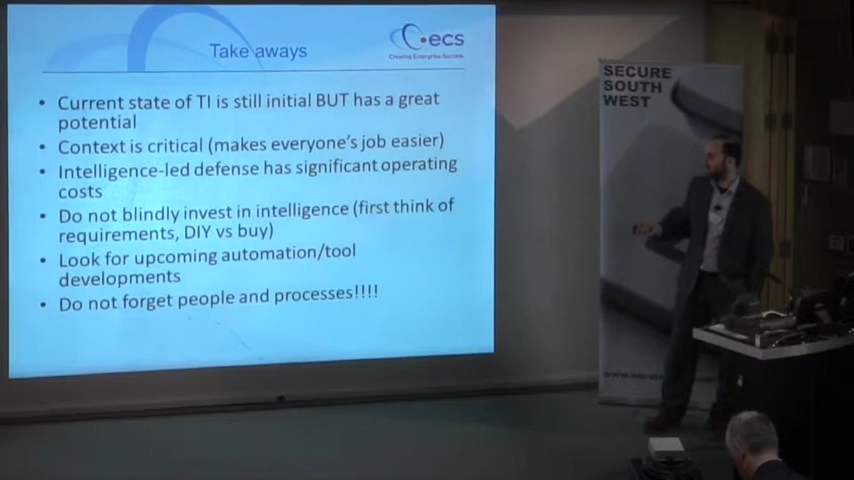 Take aways
ecs
Creating Enterprise Success
• Current state of TI is still initial BUT has a great
potential
• Context is critical (makes everyone's job easier)
• Intelligence-led defense has significant operating
costs
• Do not blindly invest in intelligence (first think of
requirements, DIY vs buy)
• Look for upcoming automation/tool
developments
• Do not forget people and processes!!!!
SECURE
SOUTH
WEST